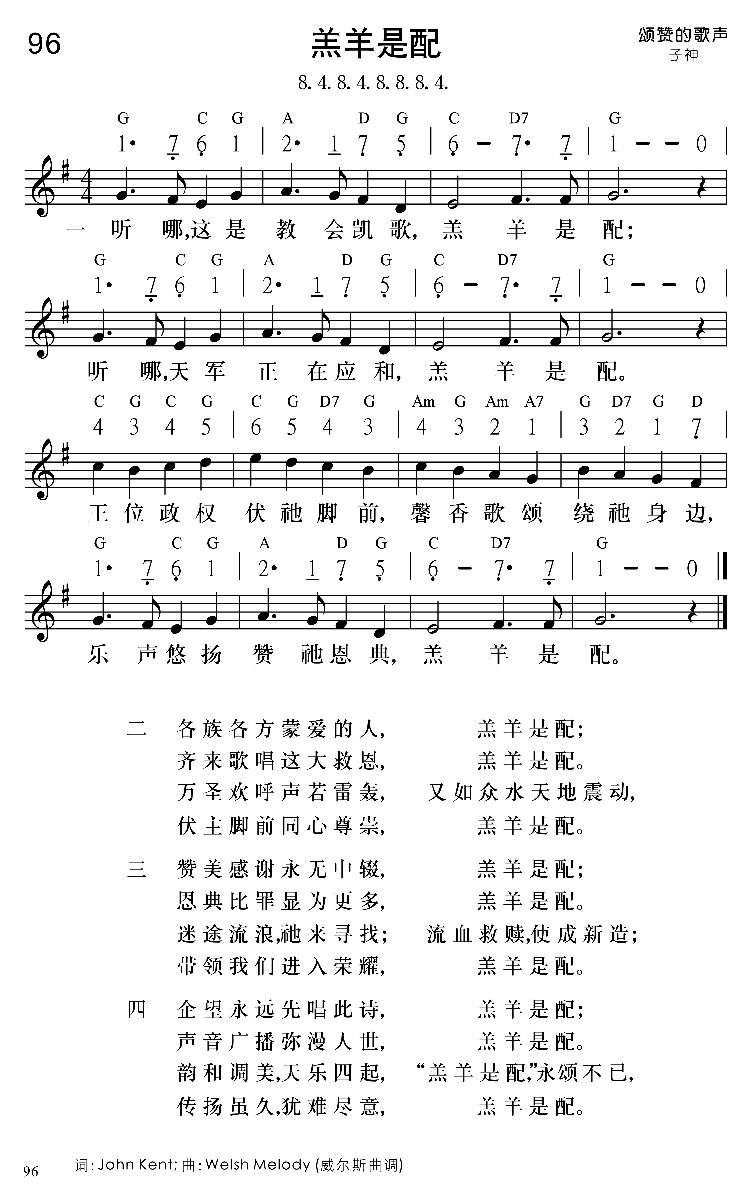 96 羔羊是配 颂赞的歌声
子神
8. 4. 8. 4. 8. 8. 8. 4.
G C G A D G C D7 G
1· 7 6 1 | 2· 1 7 5 | 6 – 7· 7 | 1 – – 0 |
一 听 哪,这 是 教 会 凯 歌, 羔 羊 是 配;
G C G A D G C D7 G
1· 7 6 1 | 2· 1 7 5 | 6 – 7· 7 | 1 – – 0 |
听 哪,天 军 正 在 应 和, 羔 羊 是 配。
C G C G C G D7 G Am G Am A7 G D7 G D
4 3 4 5 | 6 5 4 3 | 4 3 2 1 | 3 2 1 7 |
王 位 政 权 伏 祂 脚 前, 馨 香 歌 颂 绕 祂 身 边,
G C G A D G C D7 G
1· 7 6 1 | 2· 1 7 5 | 6 – 7· 7 | 1 – – 0
乐 声 悠 扬 赞 祂 恩 典, 羔 羊 是 配。
二 各族各方蒙爱的人, 羔羊是配;
齐来歌唱这大救恩, 羔羊是配。
万圣欢呼声若雷轰, 又如众水天地震动,
伏主脚前同心尊崇, 羔羊是配。
三 赞美感谢永无中辍, 羔羊是配;
恩典比罪显为更多, 羔羊是配。
迷途流浪,祂来寻找; 流血救赎,使成新造;
带领我们进入荣耀, 羔羊是配。
四 企望永远先唱此诗, 羔羊是配;
声音广播弥漫人世, 羔羊是配。
韵和调美,天乐四起, “羔羊是配,”永颂不已,
传扬虽久,犹难尽意, 羔羊是配。
96 词: John Kent; 曲: Welsh Melody (威尔斯曲调)